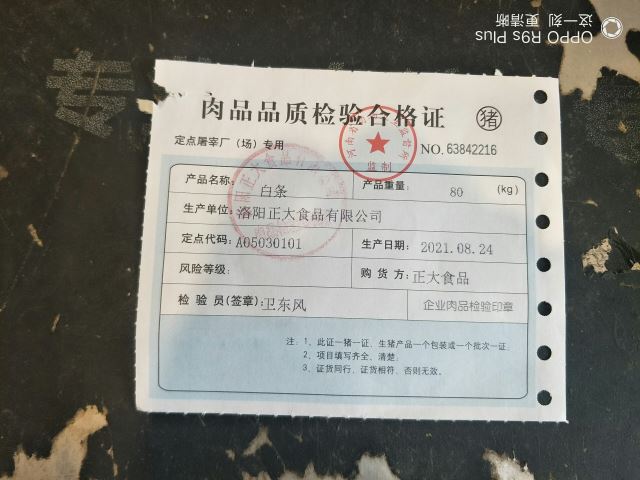 OPPO R9s Plus
这一刻 更清晰
肉品品质检验合格证
猪
定点屠宰厂（场）专用
NO. 63842216
监制
产品名称： 白条
产品重量： 80 (kg)
生产单位：洛阳正大食品有限公司
定点代码：A05030101
生产日期： 2021.08.24
风险等级：
购 货 方：正大食品
检 验 员(签章)：卫东风
企业肉品检验印章
注：1、此证一猪一证，生猪产品一个包装或一个批次一证。
2、项目填写齐全、清楚；
3、证货同行，证货相符，否则无效。